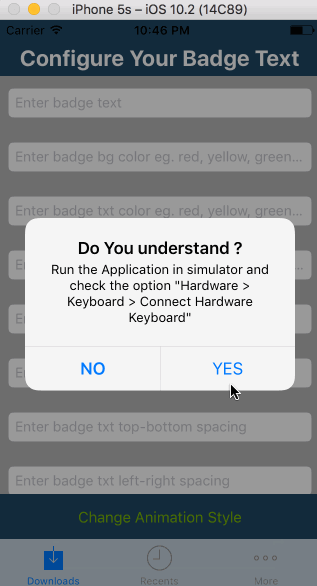 iPhone 5s – iOS 10.2 (14C89)
Carrier 10:46 PM
Configure Your Badge Text
Enter badge text
Enter badge bg color eg. red, yellow, green...
Enter badge txt color eg. red, yellow, green...
Do You understand ?
Run the Application in simulator and
check the option "Hardware >
Keyboard > Connect Hardware
Keyboard"
NO YES
Enter badge txt top-bottom spacing
Enter badge txt left-right spacing
Change Animation Style
Downloads Recents More